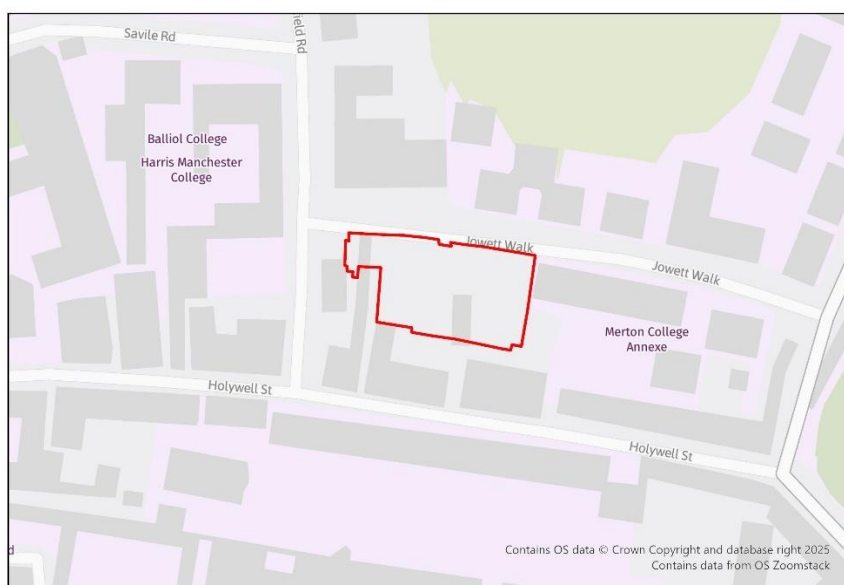 Savile Rd
field Rd
Balliol College
Harris Manchester
College
Jowett Walk
Jowett Walk
Merton College
Annexe
Holywell St
Holywell St
d
Contains OS data © Crown Copyright and database right 2025
Contains data from OS Zoomstack